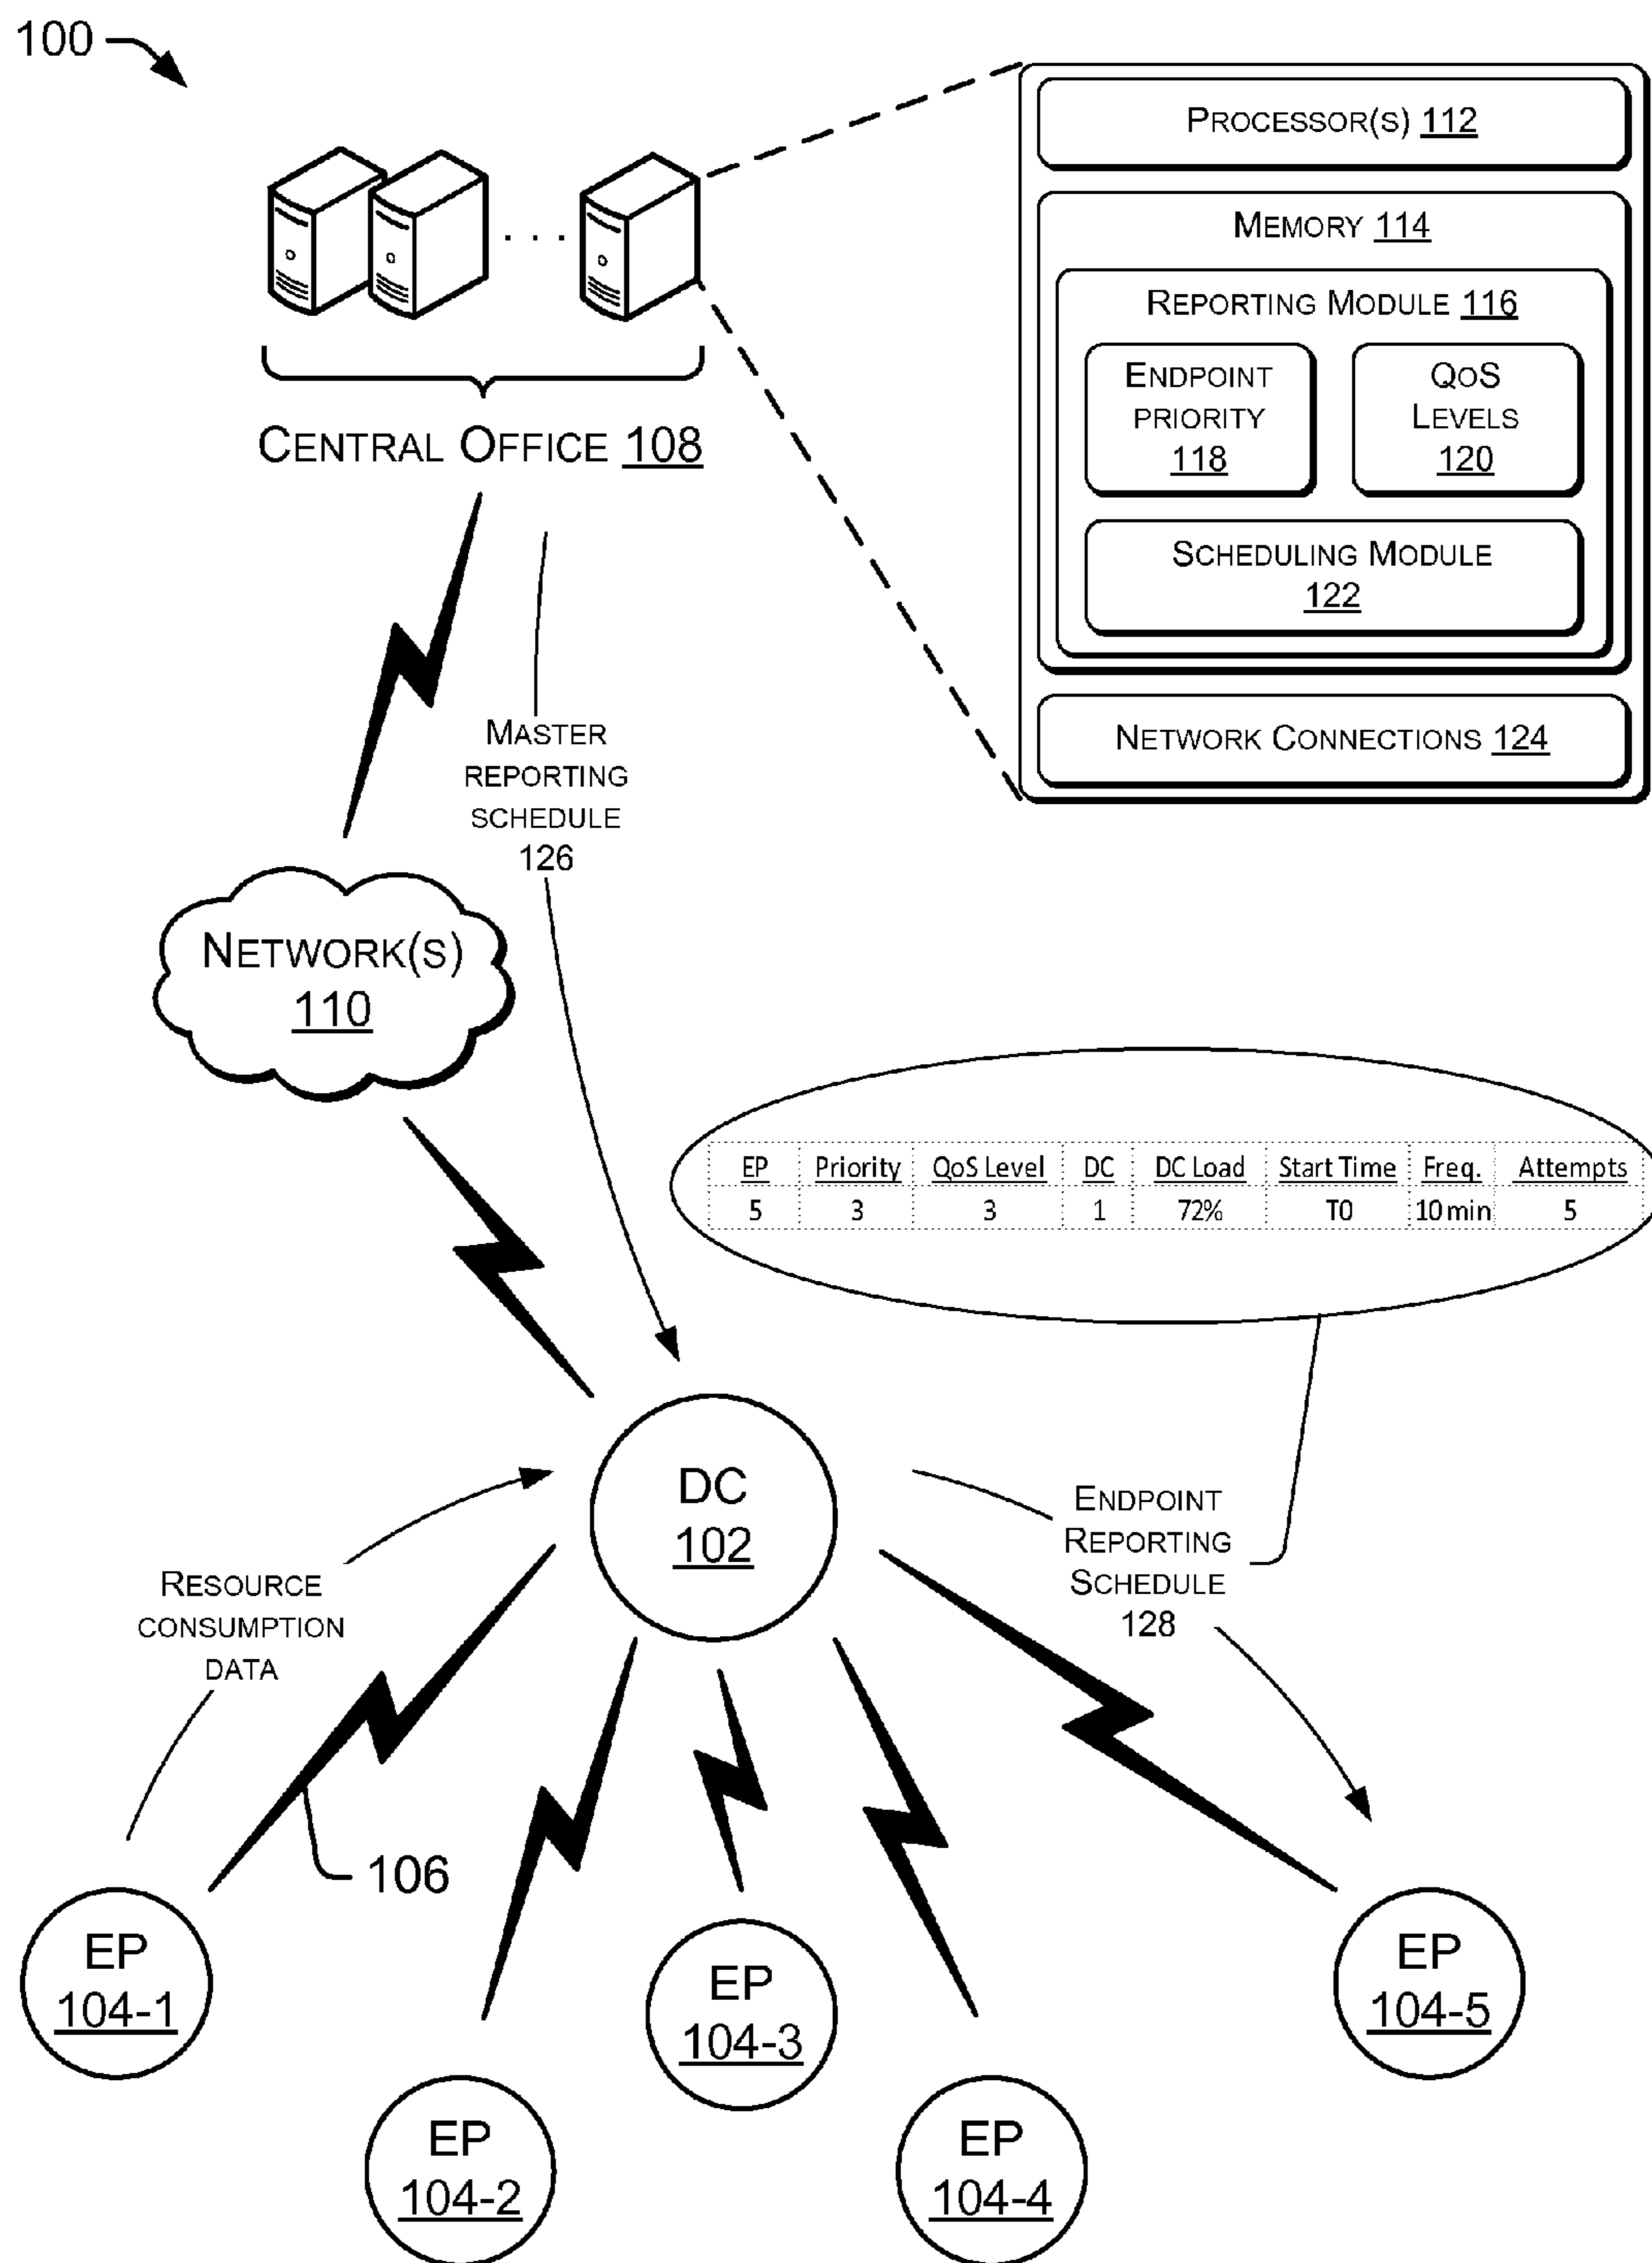 100
PROCESSOR(S) 112
MEMORY 114
REPORTING MODULE 116
ENDPOINT
PRIORITY
118
QOS
LEVELS
120
SCHEDULING MODULE
122
NETWORK CONNECTIONS 124
CENTRAL OFFICE 108
MASTER
REPORTING
SCHEDULE
126
NETWORK(S)
110
EP Priority QoS Level DC DC Load Start Time Freq. Attempts
5 3 3 1 72% T0 10 min 5
DC
102
ENDPOINT
REPORTING
SCHEDULE
128
RESOURCE
CONSUMPTION
DATA
106
EP
104-1
EP
104-2
EP
104-3
EP
104-4
EP
104-5